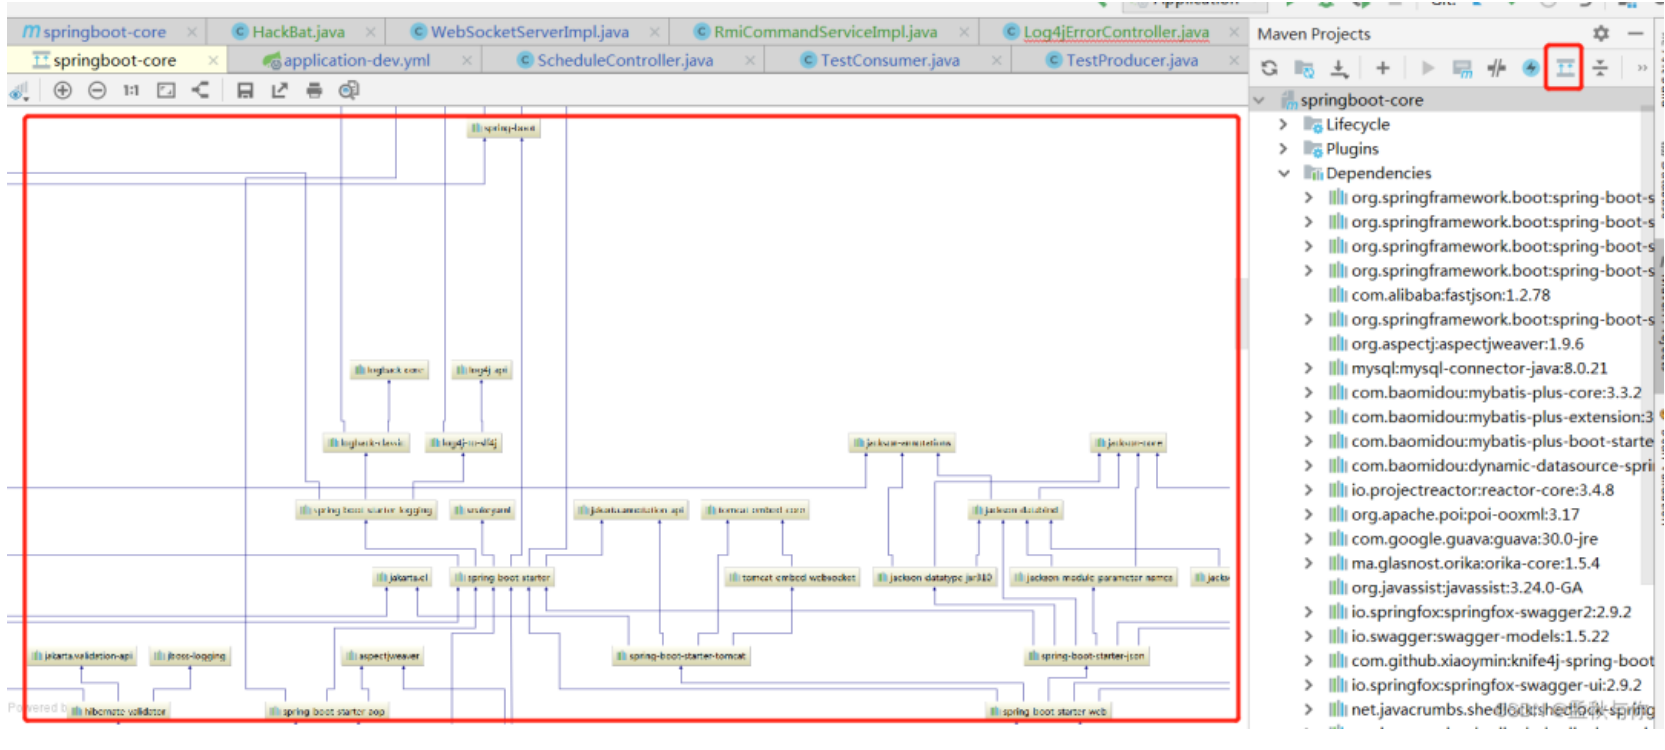 springboot-core
HackBat.java
WebSocketServerImpl.java
RmiCommandServiceImpl.java
Log4jErrorController.java
springboot-core
application-dev.yml
ScheduleController.java
TestConsumer.java
TestProducer.java
1:1
spring-boot
logback-core
log4j-api
logback-classic
log4j-to-slf4j
jackson-annotations
jackson-core
spring-boot-starter-logging
snakeyaml
jakarta.annotation-api
tomcat-embed-core
jackson-databind
jakarta.el
spring-boot-starter
tomcat-embed-websocket
jackson-datatype-jsr310
jackson-module-parameter-names
jakarta.validation-api
jboss-logging
aspectjweaver
spring-boot-starter-tomcat
spring-boot-starter-json
Powered by
hibernate-validator
spring-boot-starter-aop
spring-boot-starter-web
Maven Projects
springboot-core
Lifecycle
Plugins
Dependencies
org.springframework.boot:spring-boot-s
org.springframework.boot:spring-boot-s
org.springframework.boot:spring-boot-s
org.springframework.boot:spring-boot-s
com.alibaba:fastjson:1.2.78
org.springframework.boot:spring-boot-s
org.aspectj:aspectjweaver:1.9.6
mysql:mysql-connector-java:8.0.21
com.baomidou:mybatis-plus-core:3.3.2
com.baomidou:mybatis-plus-extension:3
com.baomidou:mybatis-plus-boot-starte
com.baomidou:dynamic-datasource-spri
io.projectreactor:reactor-core:3.4.8
org.apache.poi:poi-ooxml:3.17
com.google.guava:guava:30.0-jre
ma.glasnost.orika:orika-core:1.5.4
org.javassist:javassist:3.24.0-GA
io.springfox:springfox-swagger2:2.9.2
io.swagger:swagger-models:1.5.22
com.github.xiaoymin:knife4j-spring-boot
io.springfox:springfox-swagger-ui:2.9.2
net.javacrumbs.shedlock:shedlock-spring